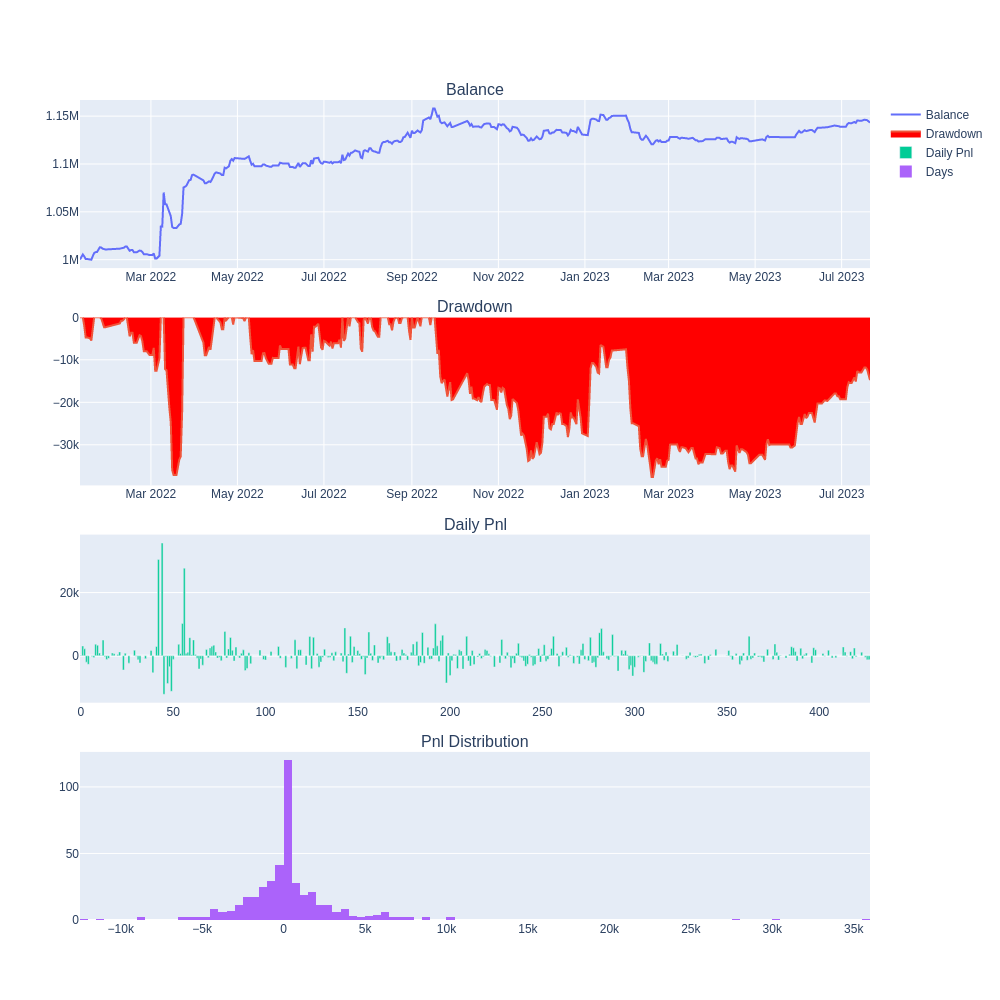 Balance
1.15M
1.1M
1.05M
1M
Mar 2022 May 2022 Jul 2022 Sep 2022 Nov 2022 Jan 2023 Mar 2023 May 2023 Jul 2023
Balance
Drawdown
Daily Pnl
Days
Drawdown
0
−10k
−20k
−30k
Mar 2022 May 2022 Jul 2022 Sep 2022 Nov 2022 Jan 2023 Mar 2023 May 2023 Jul 2023
Daily Pnl
20k
0
0 50 100 150 200 250 300 350 400
Pnl Distribution
100
50
0
−10k −5k 0 5k 10k 15k 20k 25k 30k 35k